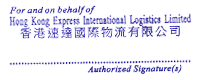 For and on behalf of
Hong Kong Express International Logistics Limited
香港速達國際物流有限公司
Authorized Signature(s)